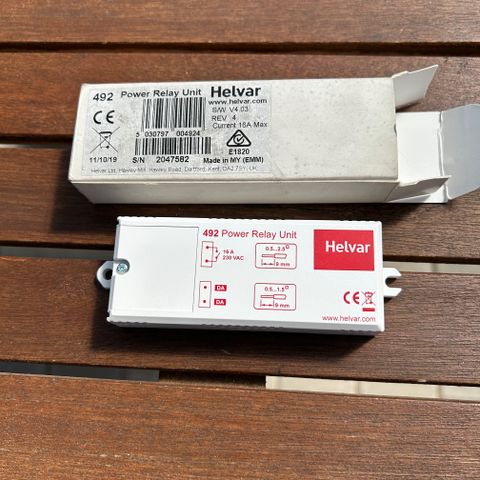 492 Power Relay Unit Helvar
www.helvar.com
S/W V4.03
REV 4
Current 16A Max
CE
5 030797 004924
E1820
11/10/19 S/N 2047582 Made in MY (EMM)
Helvar Ltd, Hawley Mill, Hawley Road, Dartford, Kent, DA2 7SY, UK
492 Power Relay Unit
Helvar
16 A
230 VAC
0.5...2.5
9 mm
DA
DA
0.5...1.5
9 mm
CE
www.helvar.com